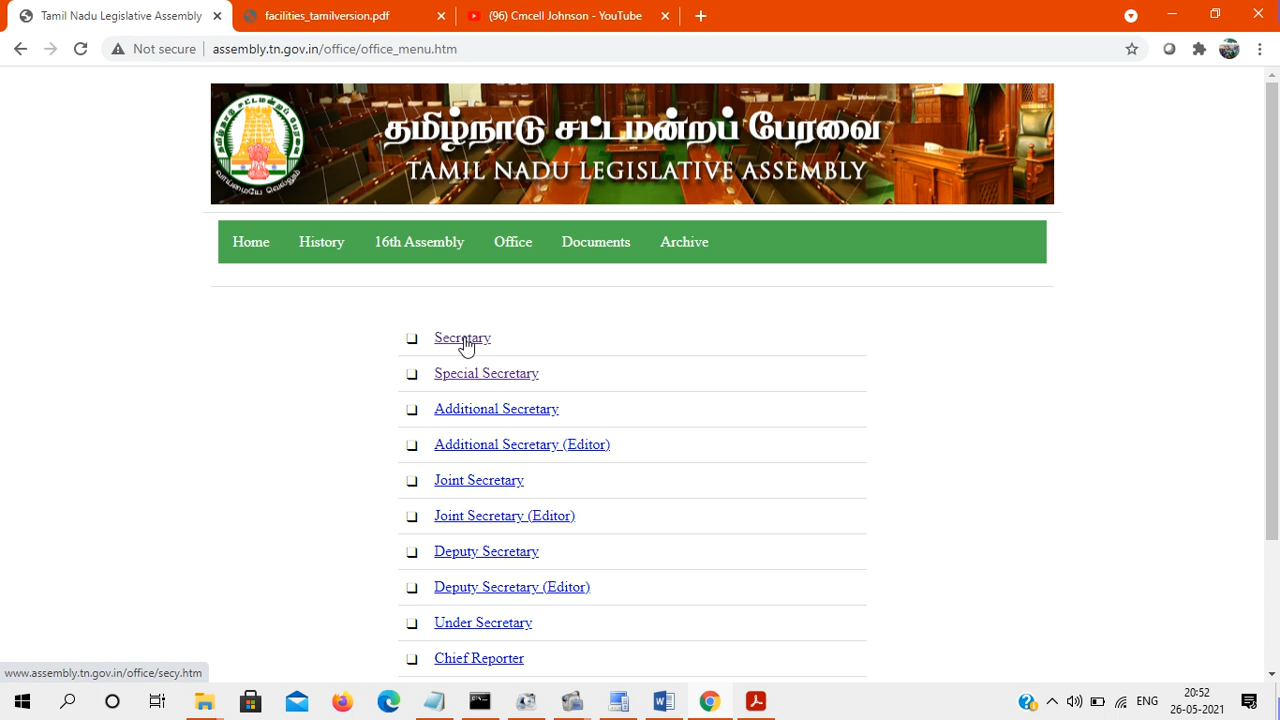 Tamil Nadu Legislative Assembly
facilities_tamilversion.pdf
(96) Cmcell Johnson - YouTube
Not secure
assembly.tn.gov.in/office/office_menu.htm
தமிழ்நாடு சட்டமன்றப் பேரவை
TAMIL NADU LEGISLATIVE ASSEMBLY
வாய்மையே வெல்லும்
Home History 16th Assembly Office Documents Archive
Secretary
Special Secretary
Additional Secretary
Additional Secretary (Editor)
Joint Secretary
Joint Secretary (Editor)
Deputy Secretary
Deputy Secretary (Editor)
Under Secretary
Chief Reporter
www.assembly.tn.gov.in/office/secy.htm
ENG
20:52
26-05-2021